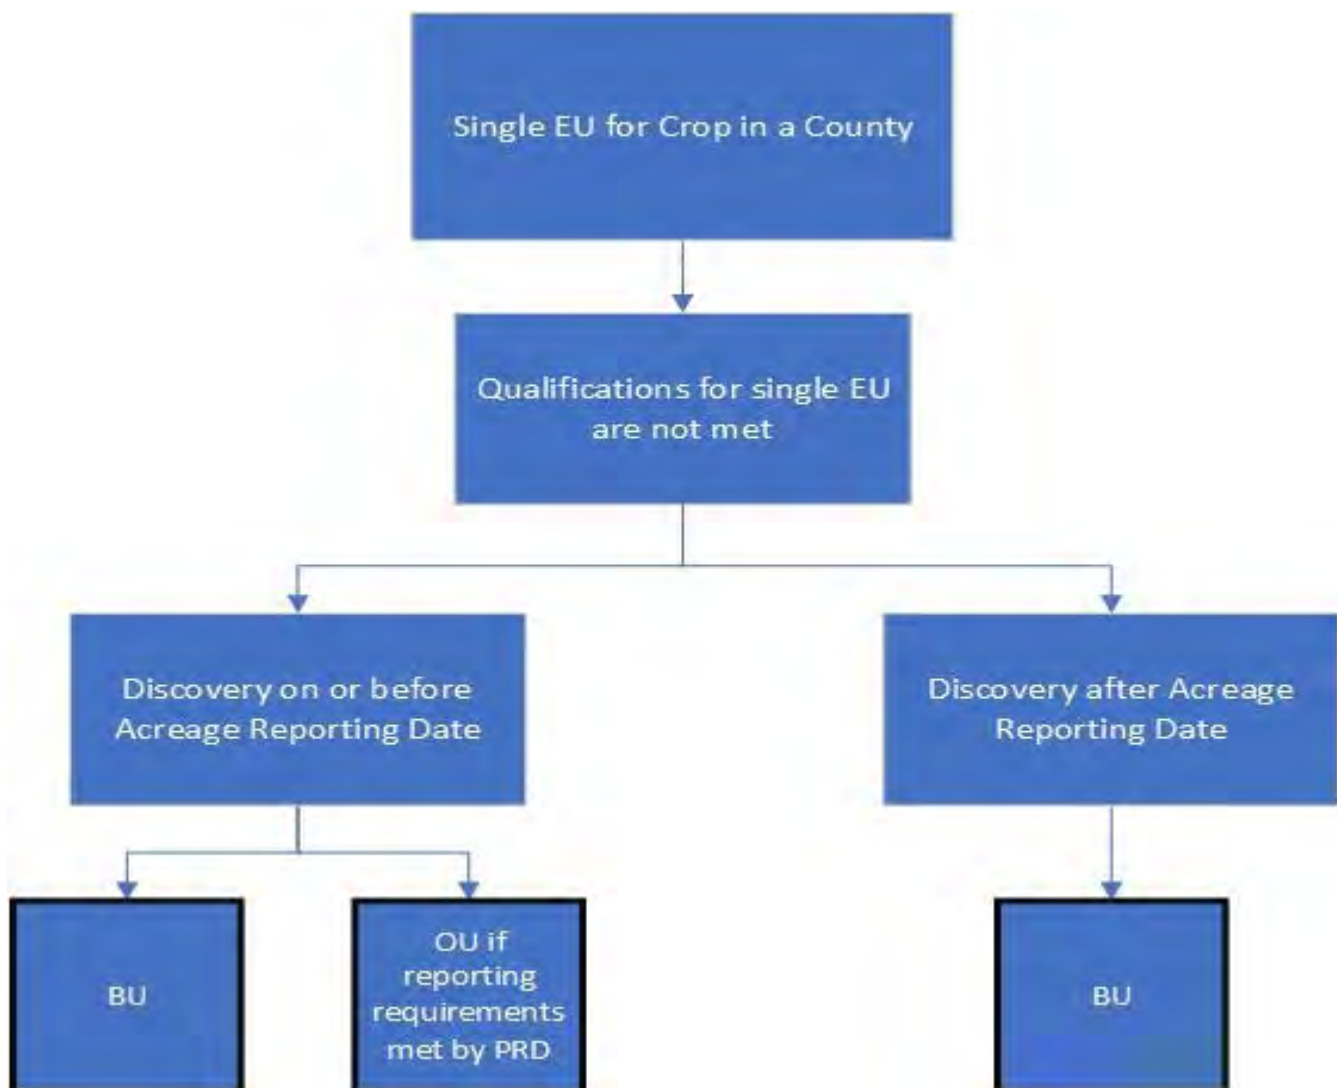 Single EU for Crop in a County
Qualifications for single EU
are not met
Discovery on or before
Acreage Reporting Date
Discovery after Acreage
Reporting Date
BU
OU if
reporting
requirements
met by PRD
BU